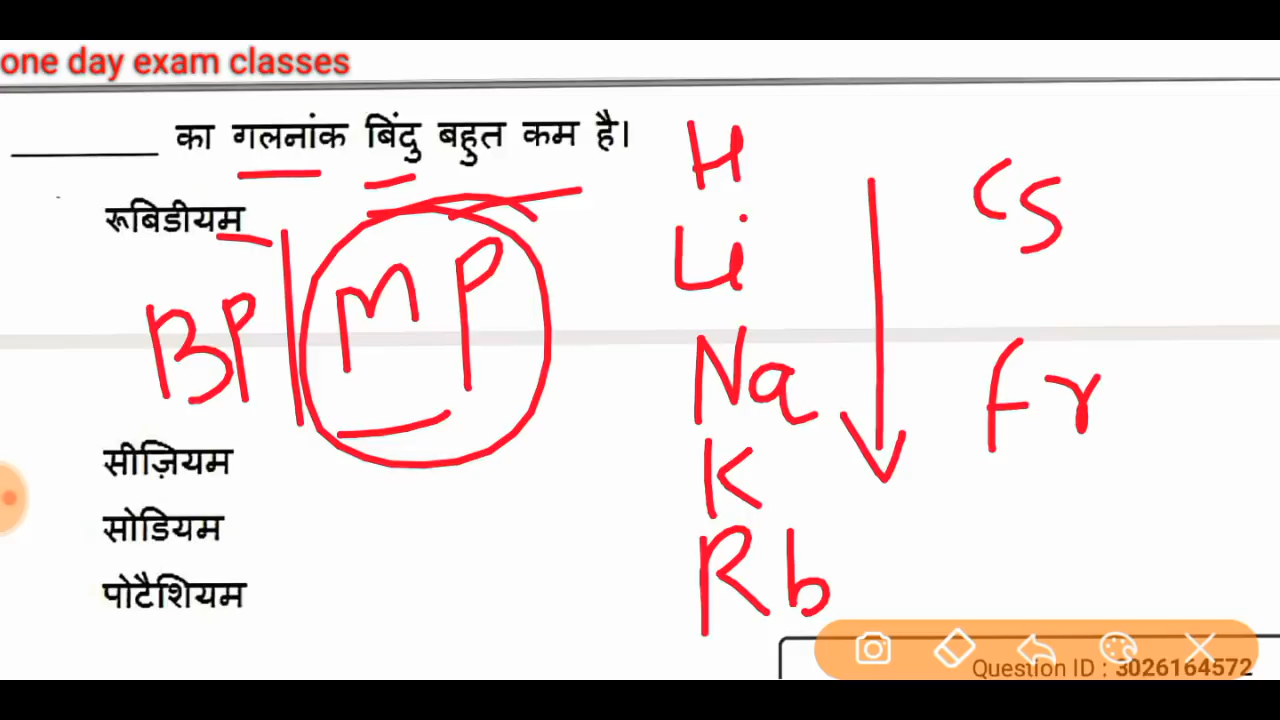 one day exam classes
________ का गलनांक बिंदु बहुत कम है।
रूबिडीयम
BP | MP
सीज़ियम
सोडियम
पोटैशियम
H
Li
Na
K
Rb
Cs
Fr
Question ID : 3026164572